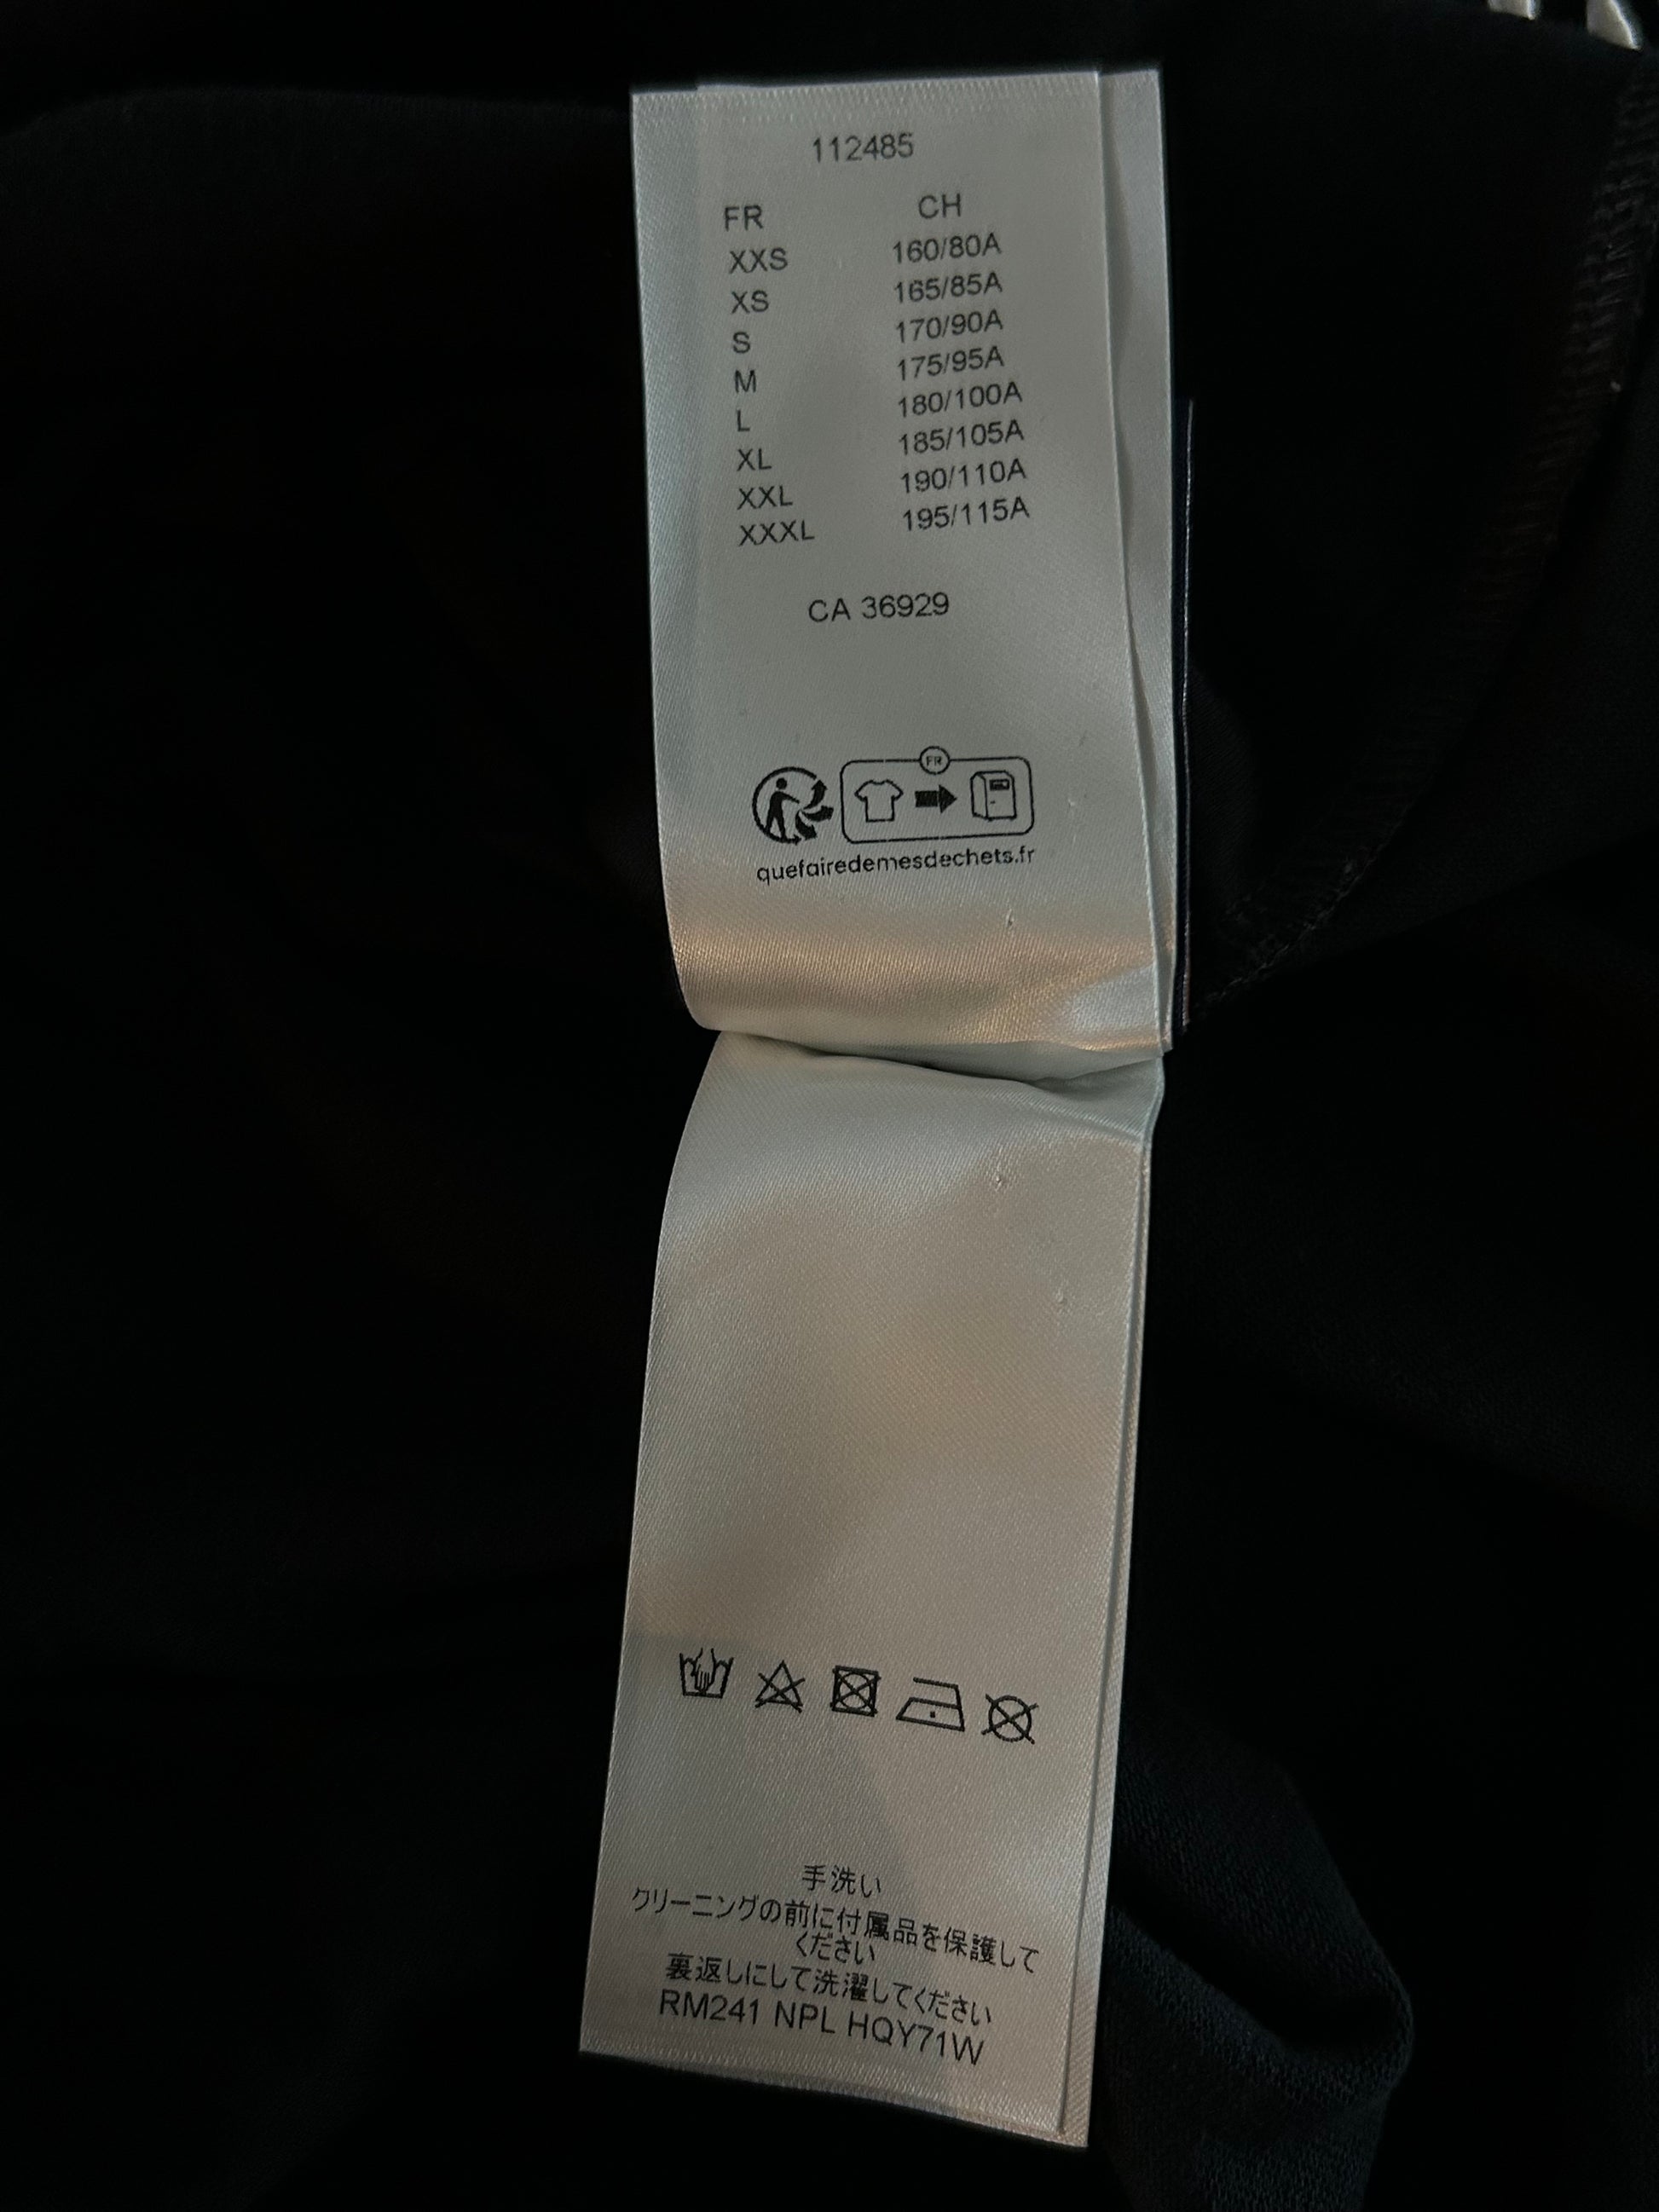 112485
FR CH
XXS 160/80A
XS 165/85A
S 170/90A
M 175/95A
L 180/100A
XL 185/105A
XXL 190/110A
XXXL 195/115A
CA 36929
FR
quefairedemesdechets.fr
手洗い
クリーニングの前に付属品を保護して
ください
裏返しにして洗濯してください
RM241 NPL HQY71W